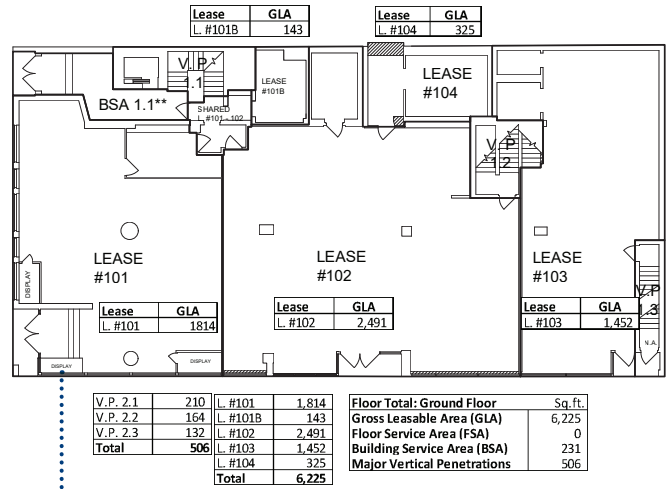 Lease GLA
L. #101B 143
Lease GLA
L. #104 325
V.P
1.1
LEASE
#101B
LEASE
#104
BSA 1.1**
SHARED
L. #101 - 102
V.P
1.2
LEASE
#101
LEASE
#102
LEASE
#103
DISPLAY
V.P
1.3
Lease GLA
L. #101 1814
Lease GLA
L. #102 2,491
Lease GLA
L. #103 1,452
N.A.
DISPLAY
DISPLAY
V.P. 2.1 210
V.P. 2.2 164
V.P. 2.3 132
Total 506
L. #101 1,814
L. #101B 143
L. #102 2,491
L. #103 1,452
L. #104 325
Total 6,225
Floor Total: Ground Floor Sq.ft.
Gross Leasable Area (GLA) 6,225
Floor Service Area (FSA) 0
Building Service Area (BSA) 231
Major Vertical Penetrations 506